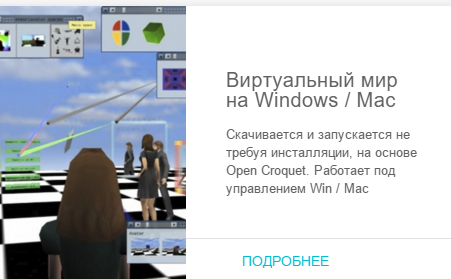 Виртуальный мир
на Windows / Mac
Скачивается и запускается не
требуя инсталляции, на основе
Open Croquet. Работает под
управлением Win / Mac
ПОДРОБНЕЕ